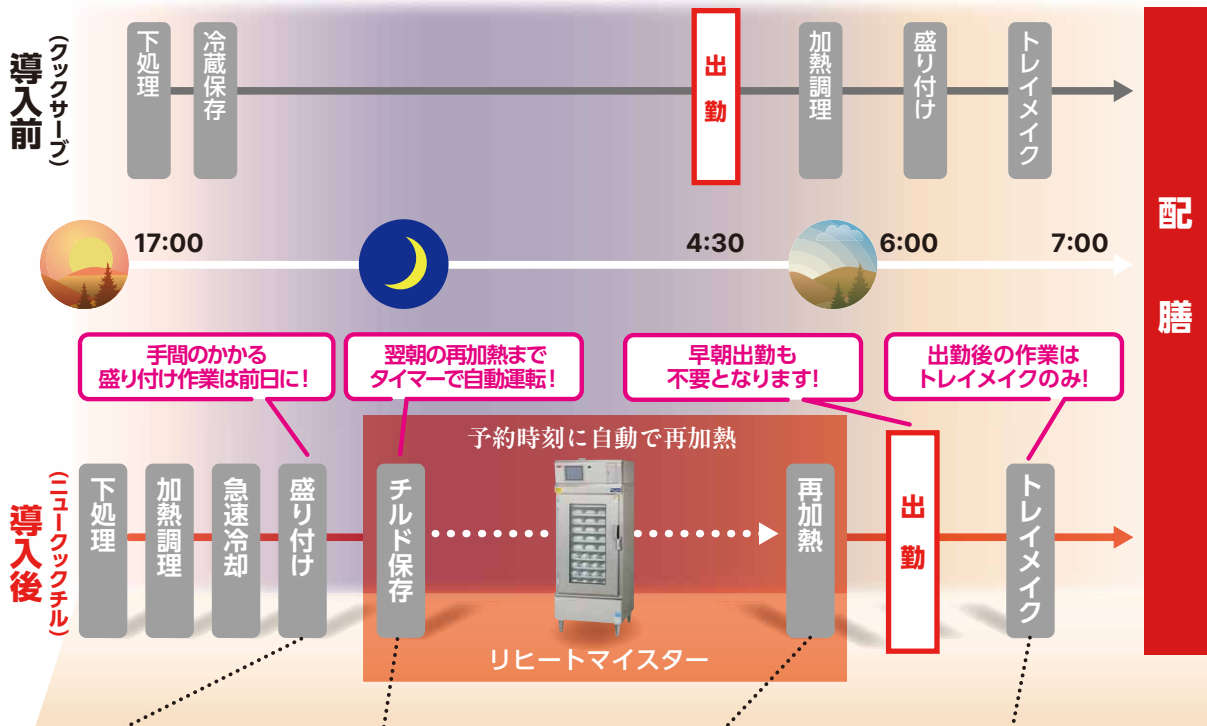 導入前
(クックサーブ)
下処理
冷蔵保存
出勤
加熱調理
盛り付け
トレイメイク
配膳
17:00
4:30
6:00
7:00
手間のかかる
盛り付け作業は前日に!
翌朝の再加熱まで
タイマーで自動運転!
早朝出勤も
不要となります!
出勤後の作業は
トレイメイクのみ!
導入後
(ニュークックチル)
下処理
加熱調理
急速冷却
盛り付け
チルド保存
予約時刻に自動で再加熱
リヒートマイスター
再加熱
出勤
トレイメイク